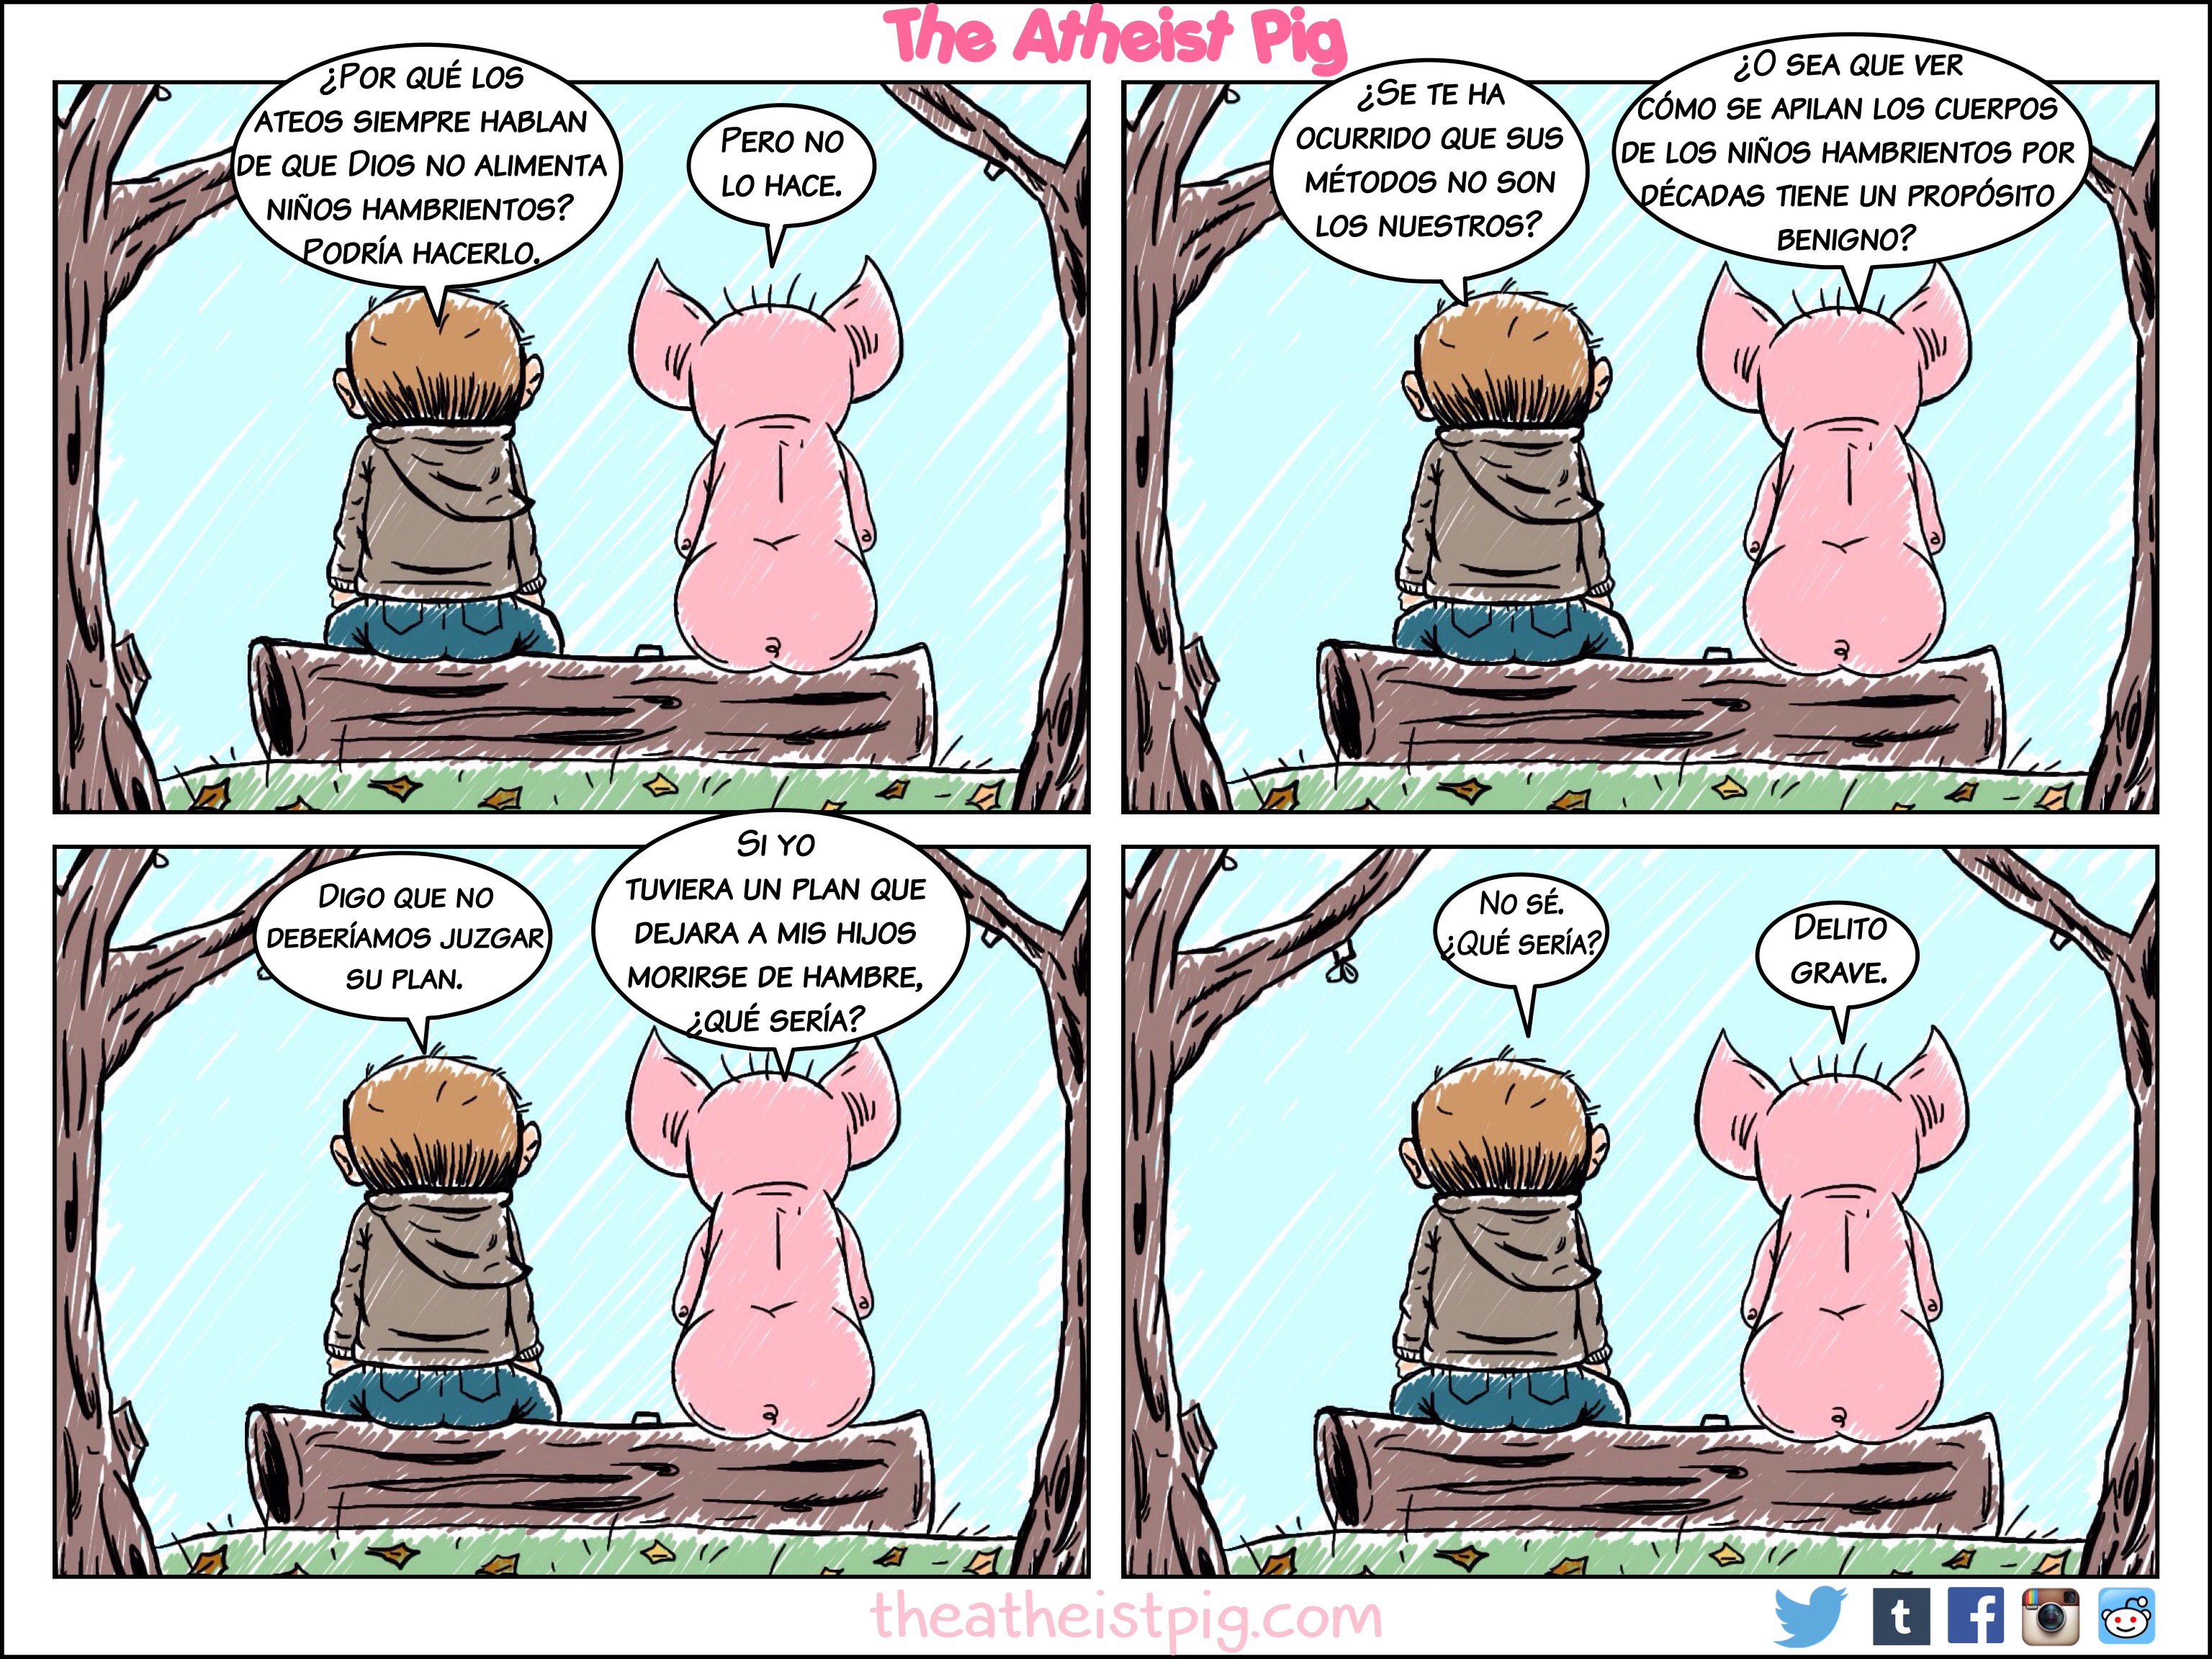 The Atheist Pig
¿POR QUÉ LOS
ATEOS SIEMPRE HABLAN
DE QUE DIOS NO ALIMENTA
NIÑOS HAMBRIENTOS?
PODRÍA HACERLO.
PERO NO
LO HACE.
¿SE TE HA
OCURRIDO QUE SUS
MÉTODOS NO SON
LOS NUESTROS?
¿O SEA QUE VER
CÓMO SE APILAN LOS CUERPOS
DE LOS NIÑOS HAMBRIENTOS POR
DÉCADAS TIENE UN PROPÓSITO
BENIGNO?
DIGO QUE NO
DEBERÍAMOS JUZGAR
SU PLAN.
SI YO
TUVIERA UN PLAN QUE
DEJARA A MIS HIJOS
MORIRSE DE HAMBRE,
¿QUÉ SERÍA?
NO SÉ.
¿QUÉ SERÍA?
DELITO
GRAVE.
theatheistpig.com